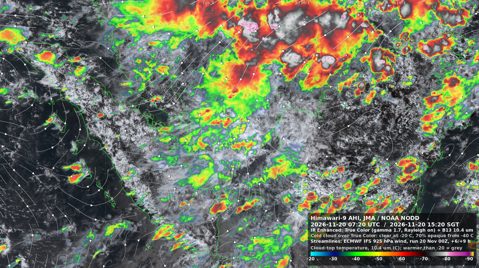 Himawari-9 AHI, JMA / NOAA NODD
2026-11-20 07:20 UTC / 2026-11-20 15:20 SGT
IR Enhanced: True Color (gamma 1.7, Rayleigh on) + B13 10.4 um
Cold cloud over True Color: clear at -20 C, 70% opaque from -40 C
Streamlines: ECMWF IFS 925 hPa wind, run 20 Nov 06Z, +6/+9 h
Cloud-top temperature, 10.4 um (C); warmer than -20 = grey
-20 -30 -40 -50 -60 -70 -80 -90